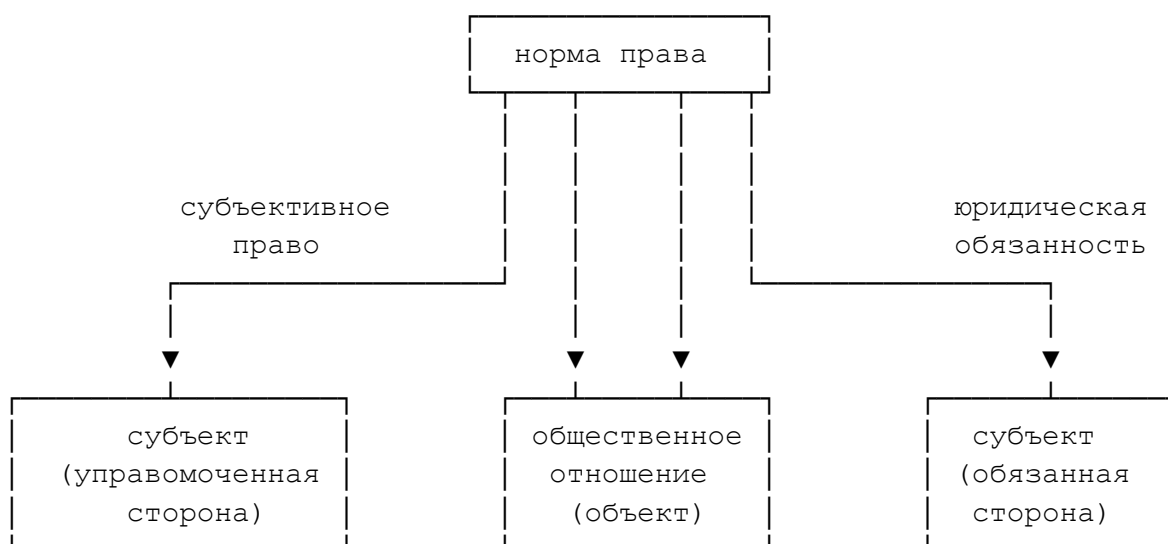 норма права
субъективное
право
юридическая
обязанность
субъект
(управомоченная
сторона)
общественное
отношение
(объект)
субъект
(обязанная
сторона)